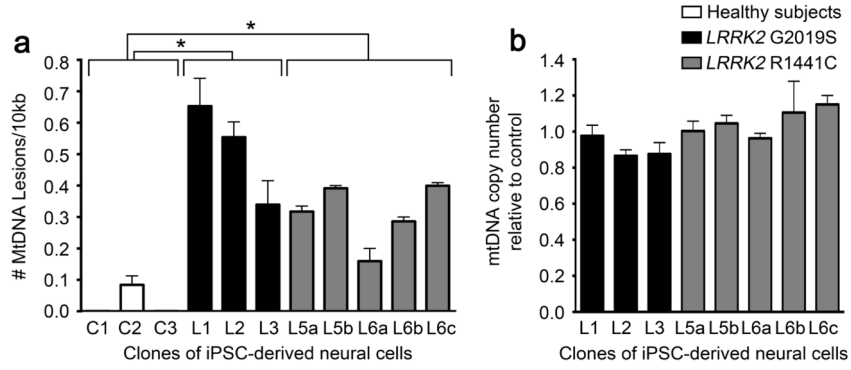 a
*
*
# MtDNA Lesions/10kb
0.8
0.7
0.6
0.5
0.4
0.3
0.2
0.1
0.0
C1 C2 C3 L1 L2 L3 L5a L5b L6a L6b L6c
Clones of iPSC-derived neural cells
b
Healthy subjects
LRRK2 G2019S
LRRK2 R1441C
mtDNA copy number
relative to control
1.4
1.2
1.0
0.8
0.6
0.4
0.2
0.0
L1 L2 L3 L5a L5b L6a L6b L6c
Clones of iPSC-derived neural cells